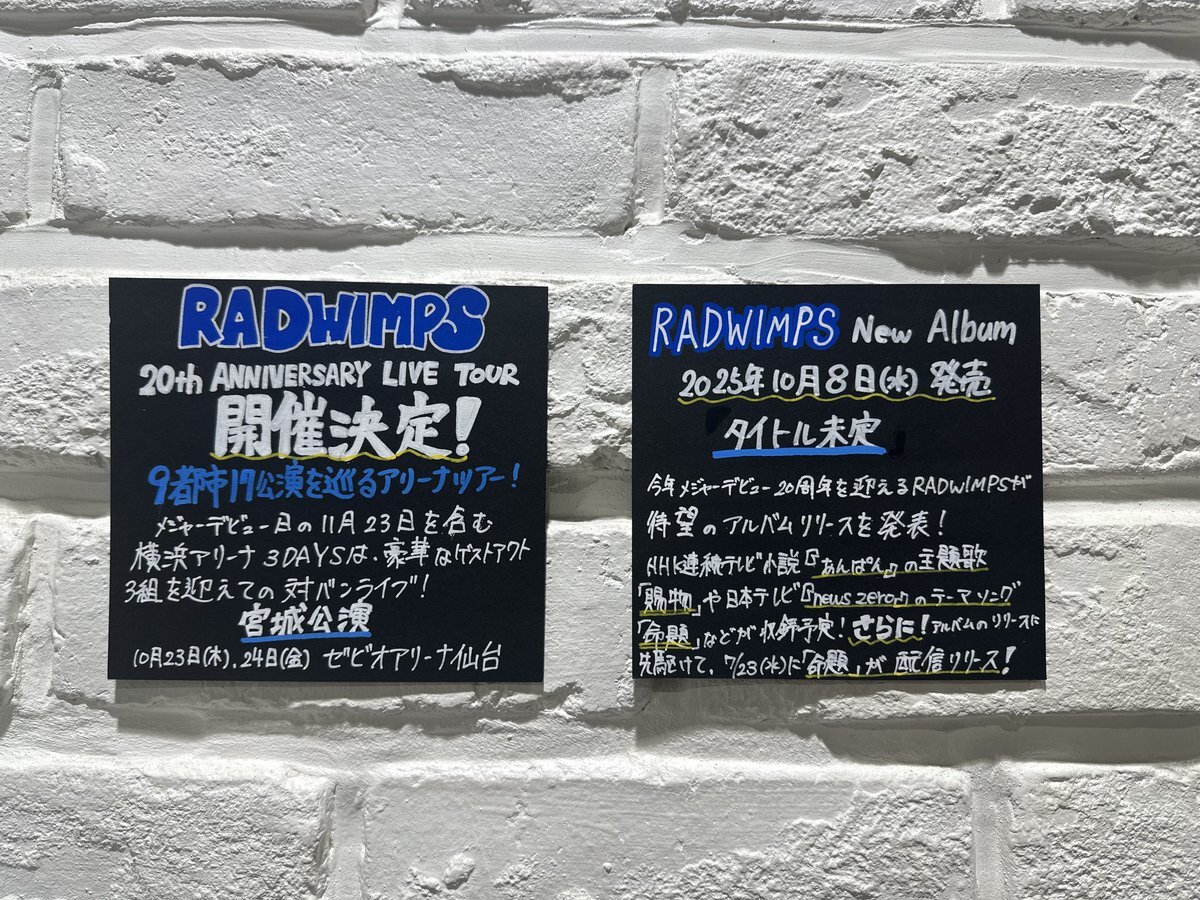 RADWIMPS
20th ANNIVERSARY LIVE TOUR
開催決定!
9都市17公演を巡るアリーナツアー!
メジャーデビュー日の11月23日を含む
横浜アリーナ3DAYSは、豪華なゲストアクト
3組を迎えての対バンライブ!
宮城公演
10月23日(木)、24日(金) ゼビオアリーナ仙台
RADWIMPS New Album
2025年10月8日(水)発売
タイトル未定
今年メジャーデビュー20周年を迎えるRADWIMPSが
待望のアルバムリリースを発表!
NHK連続テレビ小説『あんぱん』の主題歌
「賜物」や日本テレビ『news zero』のテーマソング
「命題」などが収録予定!さらに!アルバムのリリースに
先駆けて、7/23(水)に「命題」が配信リリース!